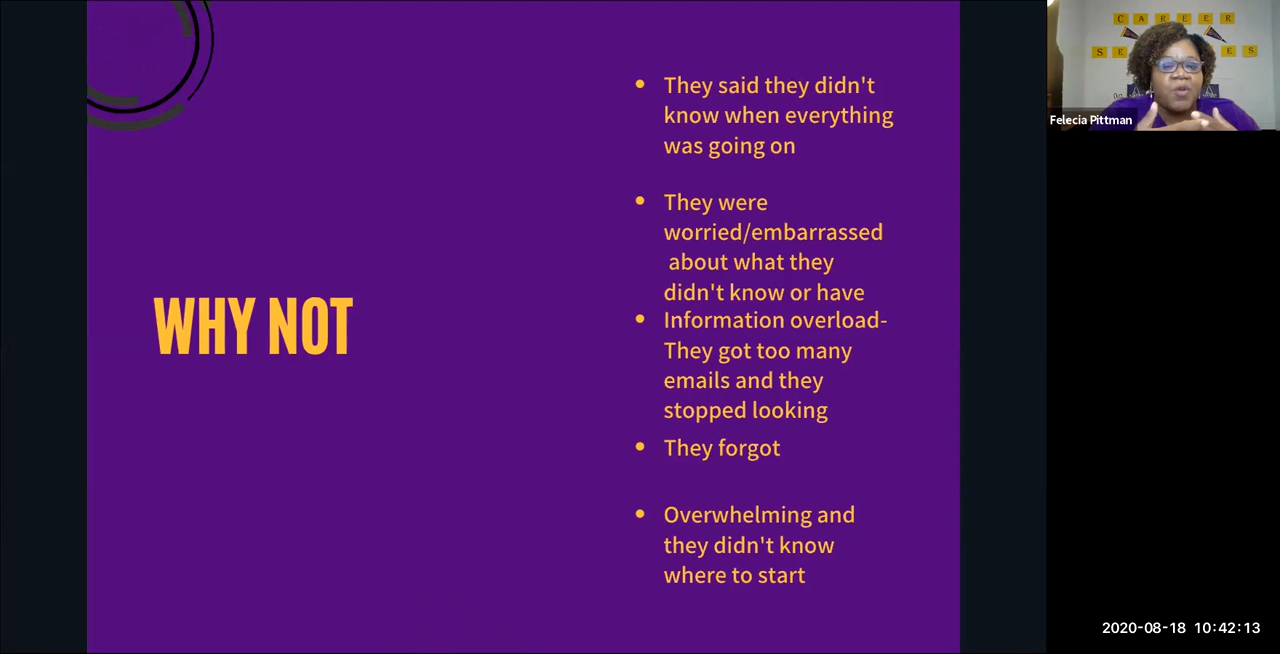 WHY NOT
They said they didn't
know when everything
was going on
They were
worried/embarrassed
about what they
didn't know or have
Information overload-
They got too many
emails and they
stopped looking
They forgot
Overwhelming and
they didn't know
where to start
C A R E E R
S E E S
Felecia Pittman
2020-08-18 10:42:13